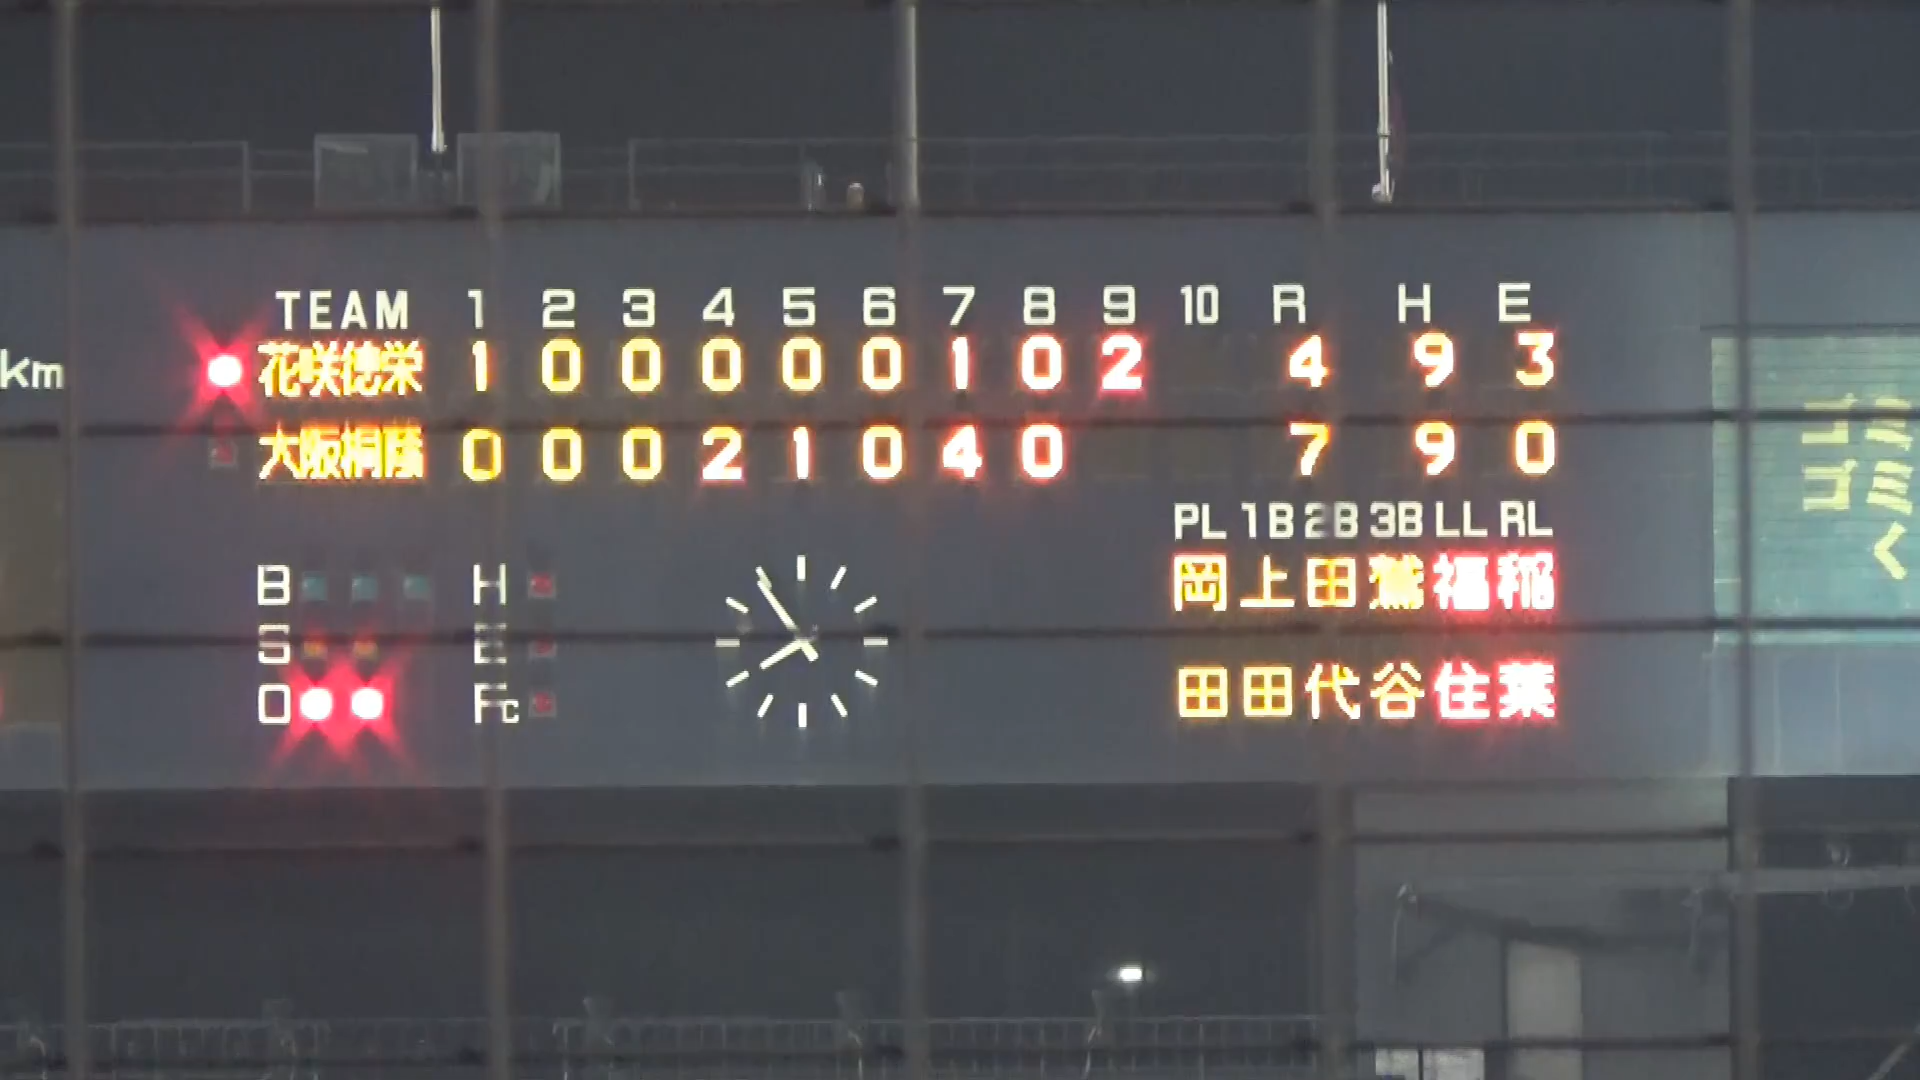 TEAM 1 2 3 4 5 6 7 8 9 10 R H E
km
花咲徳栄 1 0 0 0 0 0 1 0 2 4 9 3
大阪桐蔭 0 0 0 2 1 0 4 0 7 9 0
PL 1B 2B 3B LL RL
B H
岡 上 田 鷲 福 稲
S E
O Fc
田 田 代 谷 住 葉